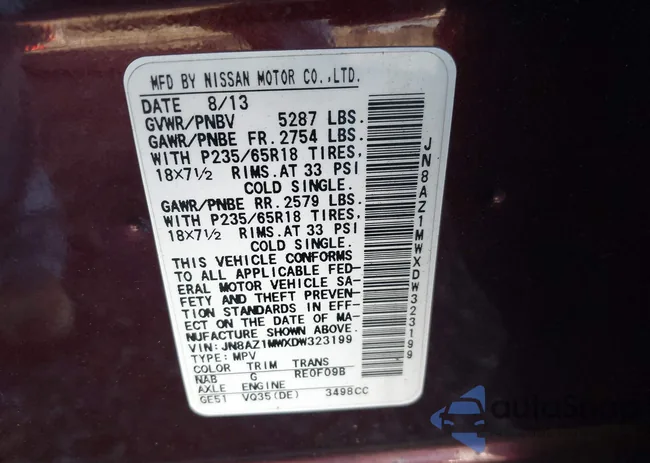 MFD BY NISSAN MOTOR CO.,LTD.
DATE 8/13
GVWR/PNBV 5287 LBS.
GAWR/PNBE FR. 2754 LBS.
WITH P235/65R18 TIRES,
18X7½ RIMS.AT 33 PSI
COLD SINGLE.
GAWR/PNBE RR. 2579 LBS.
WITH P235/65R18 TIRES,
18X7½ RIMS.AT 33 PSI
COLD SINGLE.
THIS VEHICLE CONFORMS
TO ALL APPLICABLE FED-
ERAL MOTOR VEHICLE SA-
FETY AND THEFT PREVEN-
TION STANDARDS IN EFF-
ECT ON THE DATE OF MA-
NUFACTURE SHOWN ABOVE.
VIN: JN8AZ1MWXDW323199
TYPE: MPV
COLOR TRIM TRANS
NAB G RE0F09B
AXLE ENGINE
GE51 VQ35(DE) 3498CC
JN8AZ1MWXDW323199